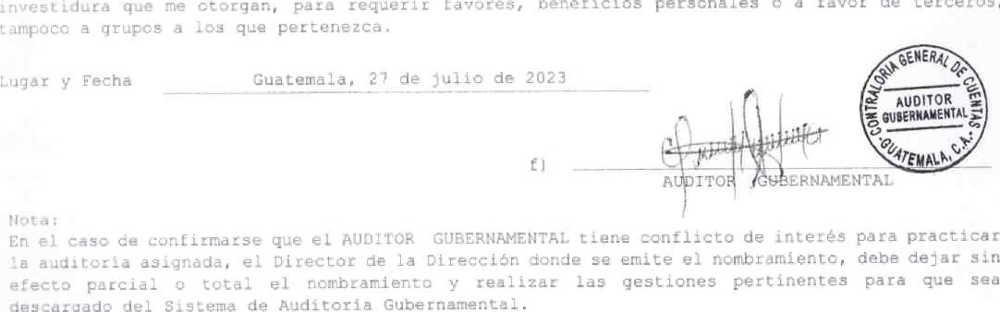 investidura que me otorgan, para requerir favores, beneficios personales o a favor de terceros,
tampoco a grupos a los que pertenezca.
Lugar y Fecha Guatemala, 27 de julio de 2023
CONTRALORIA GENERAL DE CUENTAS
AUDITOR
GUBERNAMENTAL
GUATEMALA, C.A.
f)
AUDITOR GUBERNAMENTAL
Nota:
En el caso de confirmarse que el AUDITOR GUBERNAMENTAL tiene conflicto de interés para practicar
la auditoría asignada, el Director de la Dirección donde se emite el nombramiento, debe dejar sin
efecto parcial o total el nombramiento y realizar las gestiones pertinentes para que sea
descargado del Sistema de Auditoría Gubernamental.